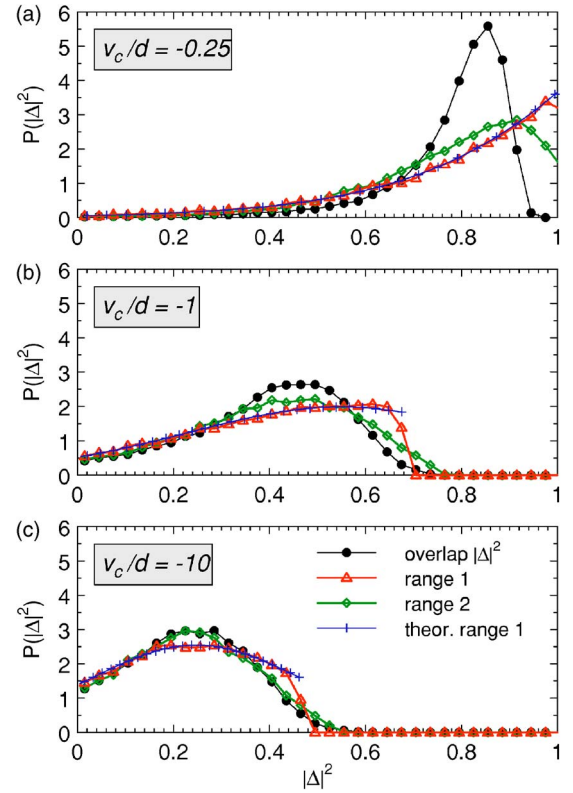 (a)
v_c/d = -0.25
P(|Δ|²)
6
5
4
3
2
1
0
0 0.2 0.4 0.6 0.8 1
(b)
v_c/d = -1
P(|Δ|²)
6
5
4
3
2
1
0
0 0.2 0.4 0.6 0.8 1
(c)
v_c/d = -10
overlap |Δ|²
range 1
range 2
theor. range 1
P(|Δ|²)
6
5
4
3
2
1
0
0 0.2 0.4 0.6 0.8 1
|Δ|²